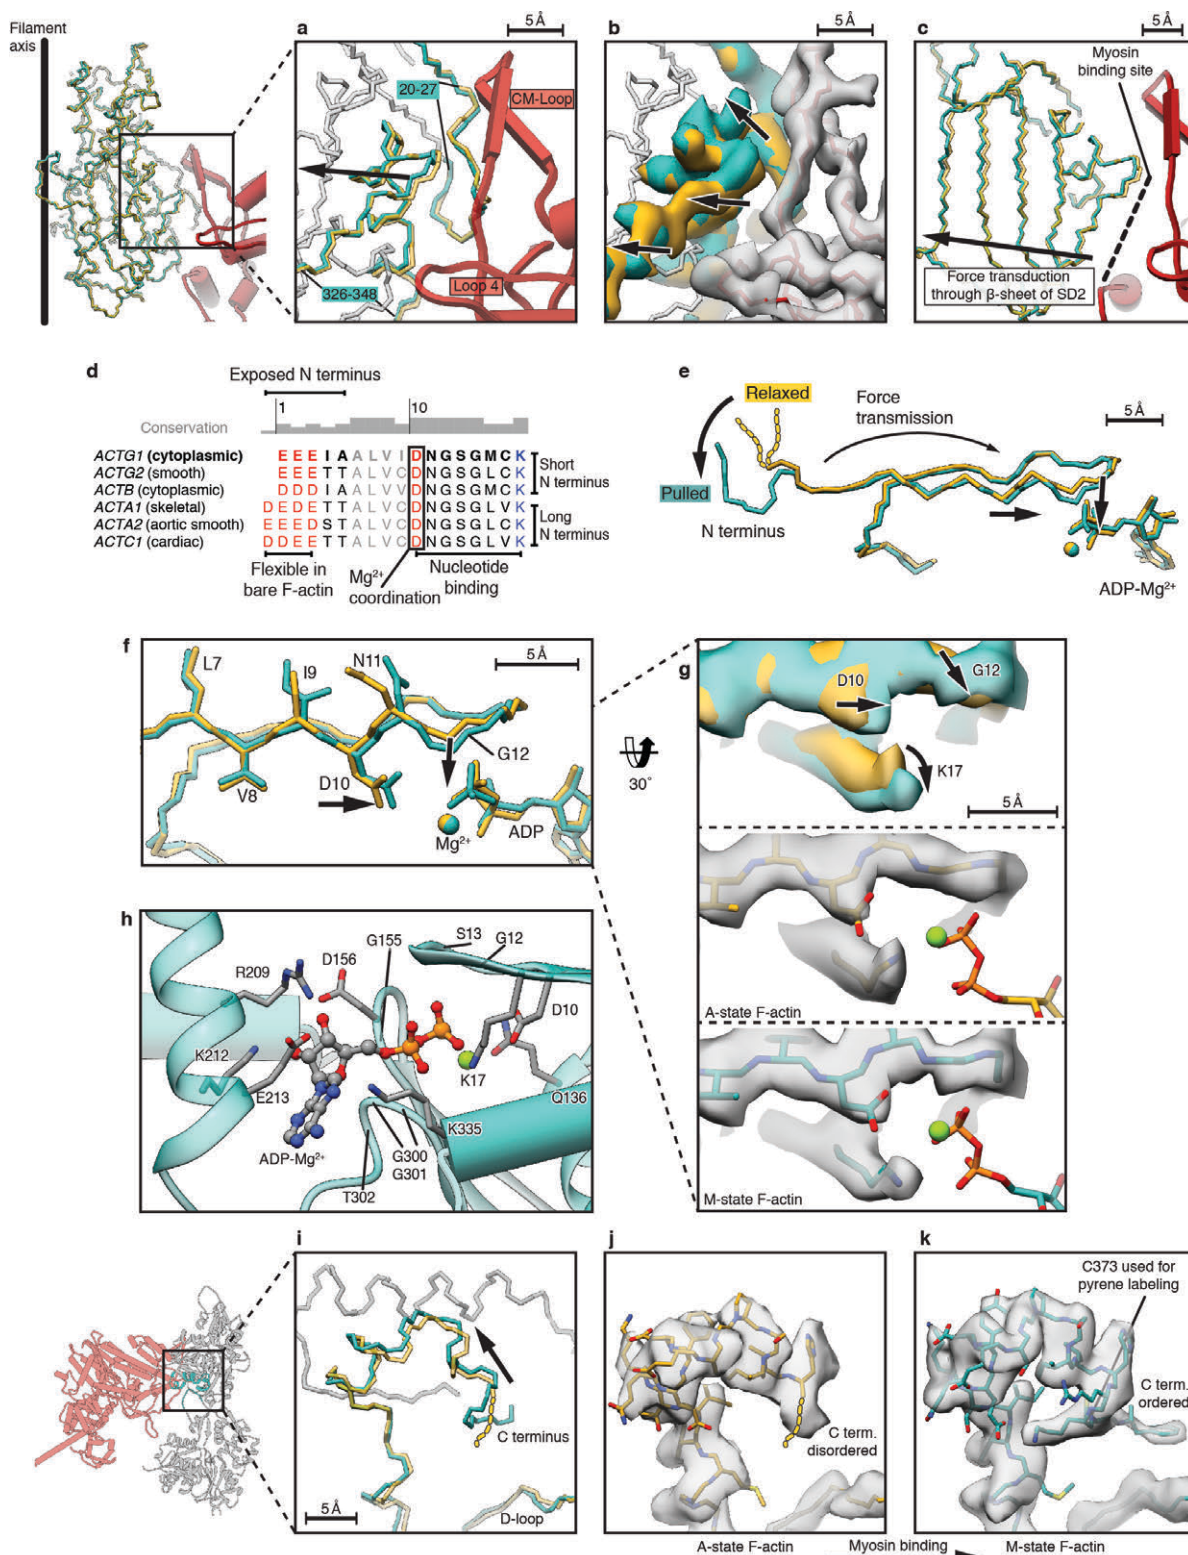 Filament
axis
a
5 Å
20-27
CM-Loop
Loop 4
326-348
b
5 Å
c
5 Å
Myosin
binding site
Force transduction
through β-sheet of SD2
d
Exposed N terminus
1
10
Conservation
ACTG1 (cytoplasmic) E E E I A A L V I D N G S G M C K
ACTG2 (smooth) E E E T T A L V C D N G S G L C K
ACTB (cytoplasmic) D D D I A A L V V D N G S G M C K
ACTA1 (skeletal) D E D E T T A L V C D N G S G L V K
ACTA2 (aortic smooth) E E E D S T A L V C D N G S G L C K
ACTC1 (cardiac) D D E E T T A L V C D N G S G L V K
Short
N terminus
Long
N terminus
Flexible in
bare F-actin
Mg2+
coordination
Nucleotide
binding
e
Relaxed
Force
transmission
5 Å
Pulled
N terminus
ADP-Mg2+
f
L7
I9
N11
5 Å
G12
V8
D10
Mg2+
ADP
30°
g
D10
G12
K17
5 Å
A-state F-actin
M-state F-actin
h
G155
S13
G12
R209
D156
D10
K212
E213
K17
Q136
K335
ADP-Mg2+
G300
G301
T302
i
C terminus
5 Å
D-loop
j
C term.
disordered
A-state F-actin
Myosin binding
k
C373 used for
pyrene labeling
C term.
ordered
M-state F-actin